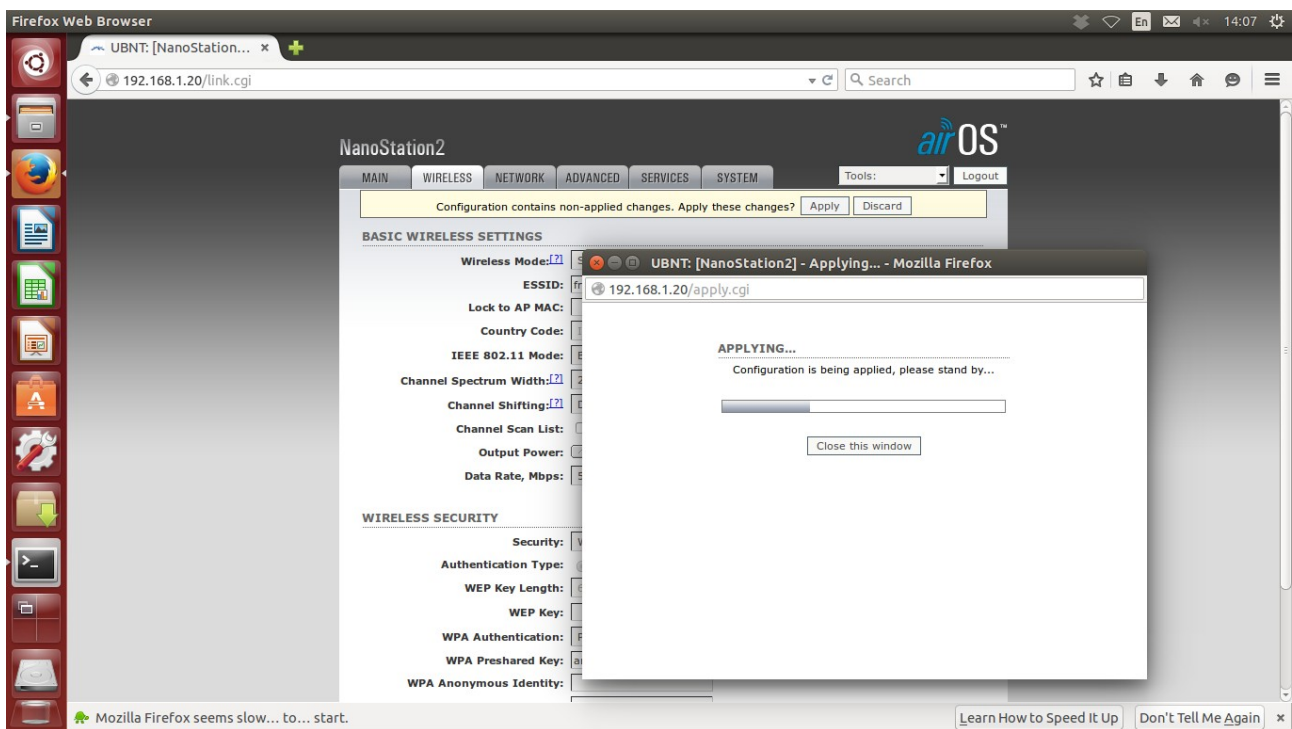 Firefox Web Browser
En
14:07
UBNT: [NanoStation... ×
192.168.1.20/link.cgi
Search
NanoStation2
airOS™
MAIN WIRELESS NETWORK ADVANCED SERVICES SYSTEM Tools: Logout
Configuration contains non-applied changes. Apply these changes? Apply Discard
BASIC WIRELESS SETTINGS
Wireless Mode:[?]
ESSID:
Lock to AP MAC:
Country Code:
IEEE 802.11 Mode:
Channel Spectrum Width:[?]
Channel Shifting:[?]
Channel Scan List:
Output Power:
Data Rate, Mbps:
WIRELESS SECURITY
Security:
Authentication Type:
WEP Key Length:
WEP Key:
WPA Authentication:
WPA Preshared Key:
WPA Anonymous Identity:
UBNT: [NanoStation2] - Applying... - Mozilla Firefox
192.168.1.20/apply.cgi
APPLYING...
Configuration is being applied, please stand by...
Close this window
Mozilla Firefox seems slow... to... start.
Learn How to Speed It Up
Don't Tell Me Again ×